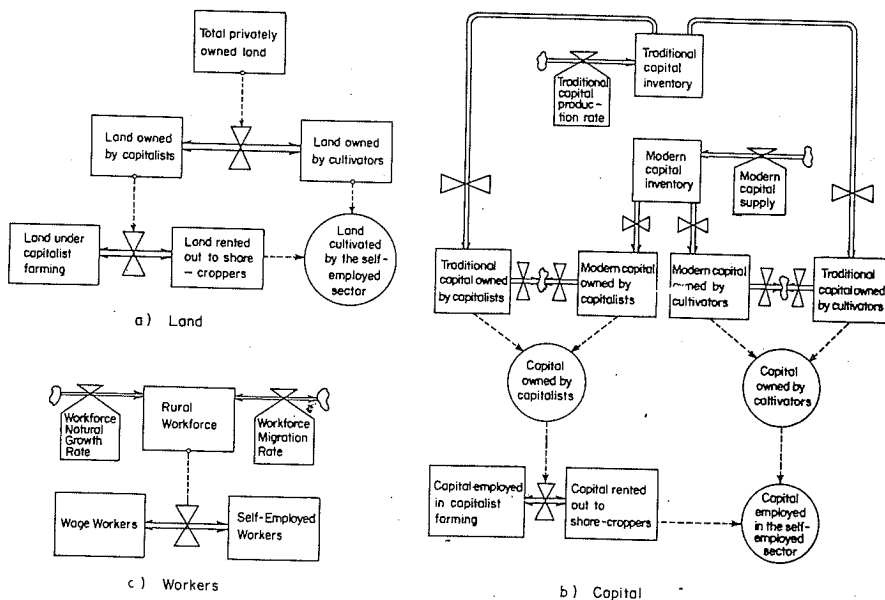 Total privately
owned land
Land owned
by capitalists
Land owned
by cultivators
Land under
capitalist
farming
Land rented
out to share
- croppers
Land
cultivated
by the self-
employed
sector
a) Land
Workforce
Natural
Growth
Rate
Rural
Workforce
Workforce
Migration
Rate
Wage Workers
Self-Employed
Workers
c) Workers
Traditional
capital
inventory
Traditional
capital
produc-
tion rate
Modern
capital
inventory
Modern
capital
supply
Traditional
capital owned
by capitalists
Modern capital
owned by
capitalists
Modern capital
owned by
cultivators
Traditional
capital owned
by cultivators
Capital
owned by
capitalists
Capital
owned by
cultivators
Capital employed
in capitalist
farming
Capital rented
out to
share-croppers
Capital
employed
in the self-
employed
sector
b) Capital